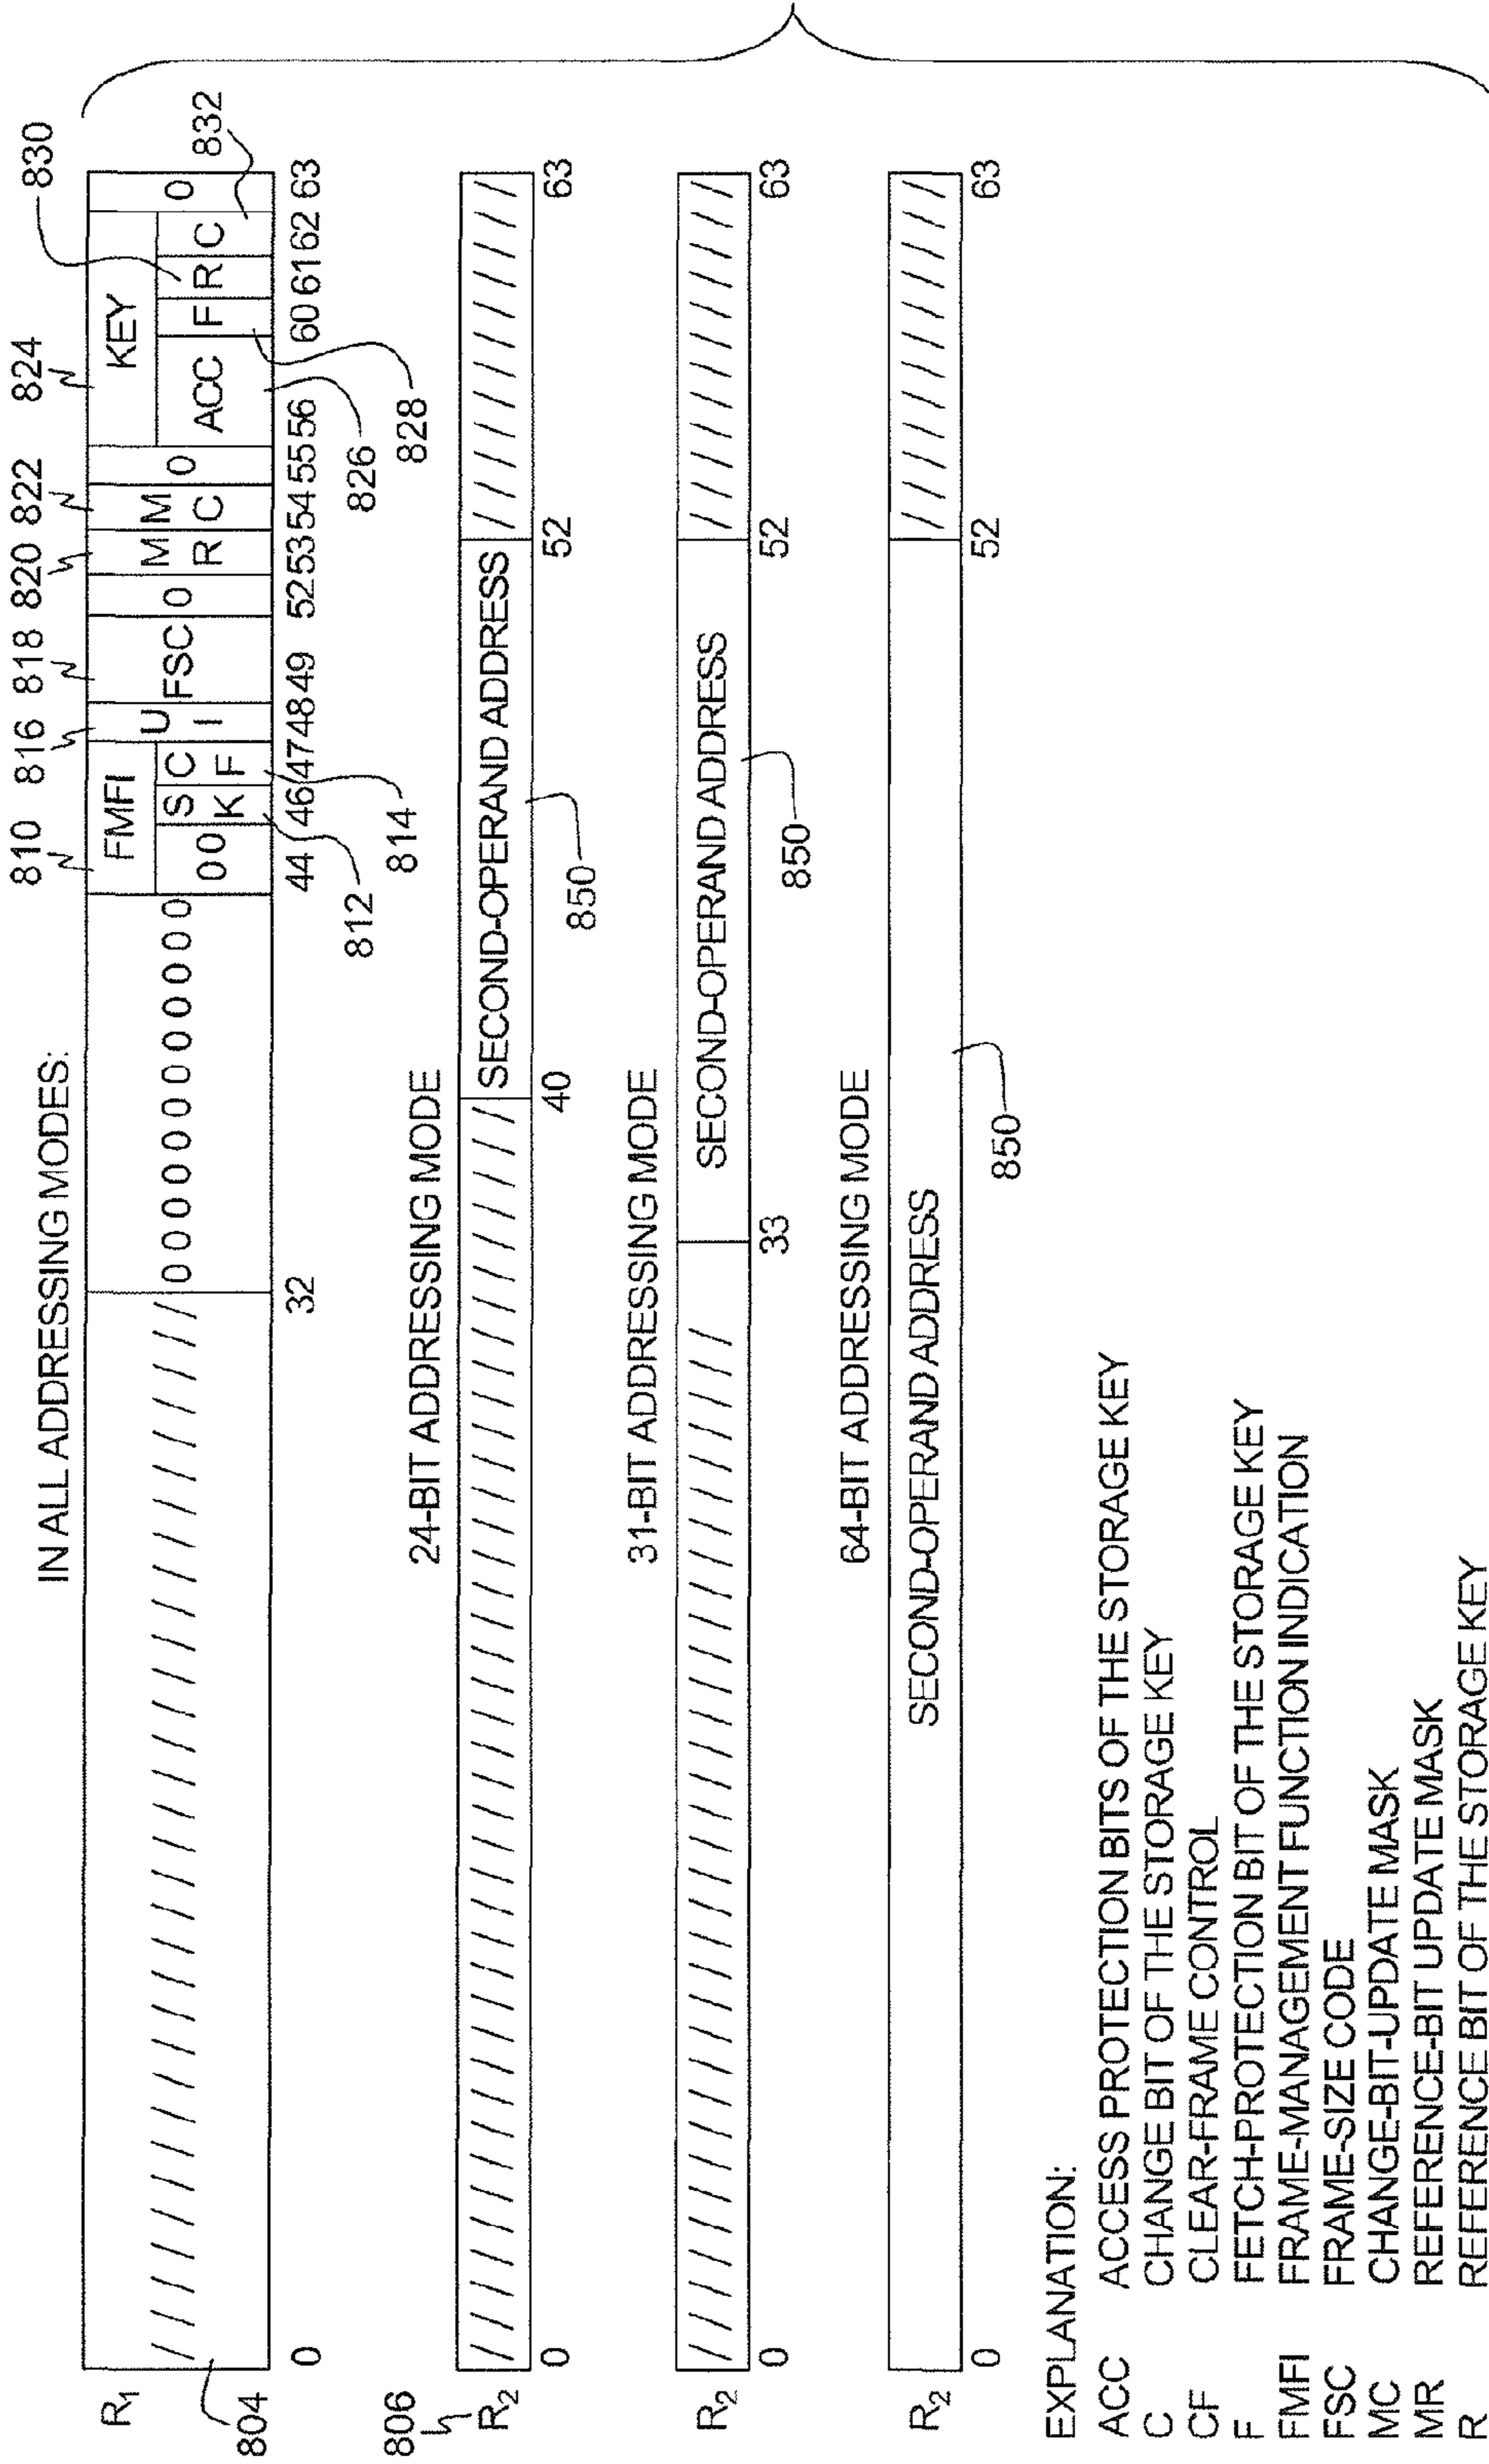 IN ALL ADDRESSING MODES:
810 816 818 820 822 824 830
R₁ / / / / / / / / / / / / / / / / / / / / / / / / / / / / / / 0 0 0 0 0 0 0 0 0 0 0 0 FMFI 00 SK CF UI FSC 0 MR MC 0 KEY ACC F R C 0
0 32 44 46 47 48 49 52 53 54 55 56 60 61 62 63
804 812 814 826 828 832
24-BIT ADDRESSING MODE
806
R₂ SECOND-OPERAND ADDRESS
0 40 52 63
850
31-BIT ADDRESSING MODE
R₂ SECOND-OPERAND ADDRESS
0 33 52 63
850
64-BIT ADDRESSING MODE
R₂ SECOND-OPERAND ADDRESS
0 52 63
850
EXPLANATION:
ACC ACCESS PROTECTION BITS OF THE STORAGE KEY
C CHANGE BIT OF THE STORAGE KEY
CF CLEAR-FRAME CONTROL
F FETCH-PROTECTION BIT OF THE STORAGE KEY
FMFI FRAME-MANAGEMENT FUNCTION INDICATION
FSC FRAME-SIZE CODE
MC CHANGE-BIT-UPDATE MASK
MR REFERENCE-BIT UPDATE MASK
R REFERENCE BIT OF THE STORAGE KEY